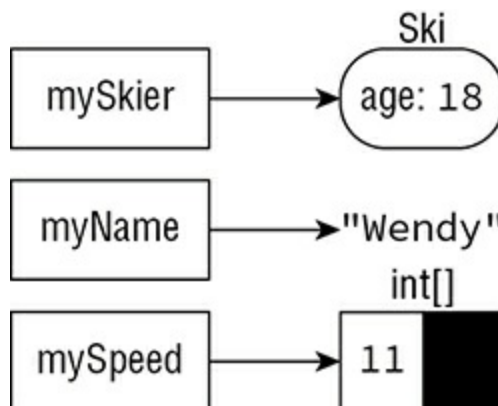 Ski
mySkier age: 18
myName "Wendy"
int[]
mySpeed 11